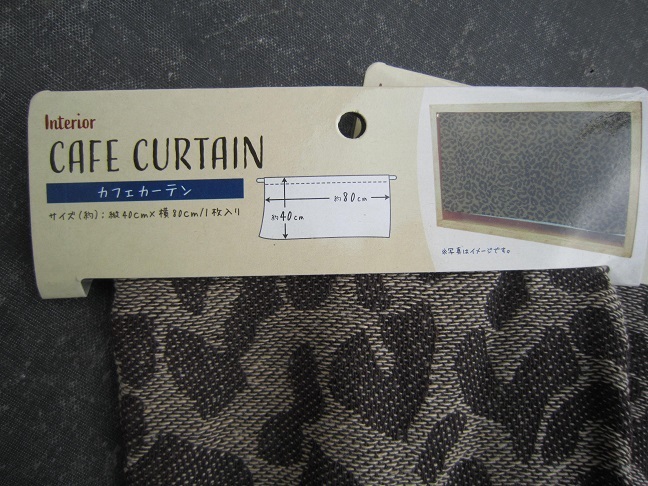 Interior
CAFE CURTAIN
カフェカーテン
サイズ(約):縦40cm×横80cm/1枚入り
約80cm
約40cm
※写真はイメージです。